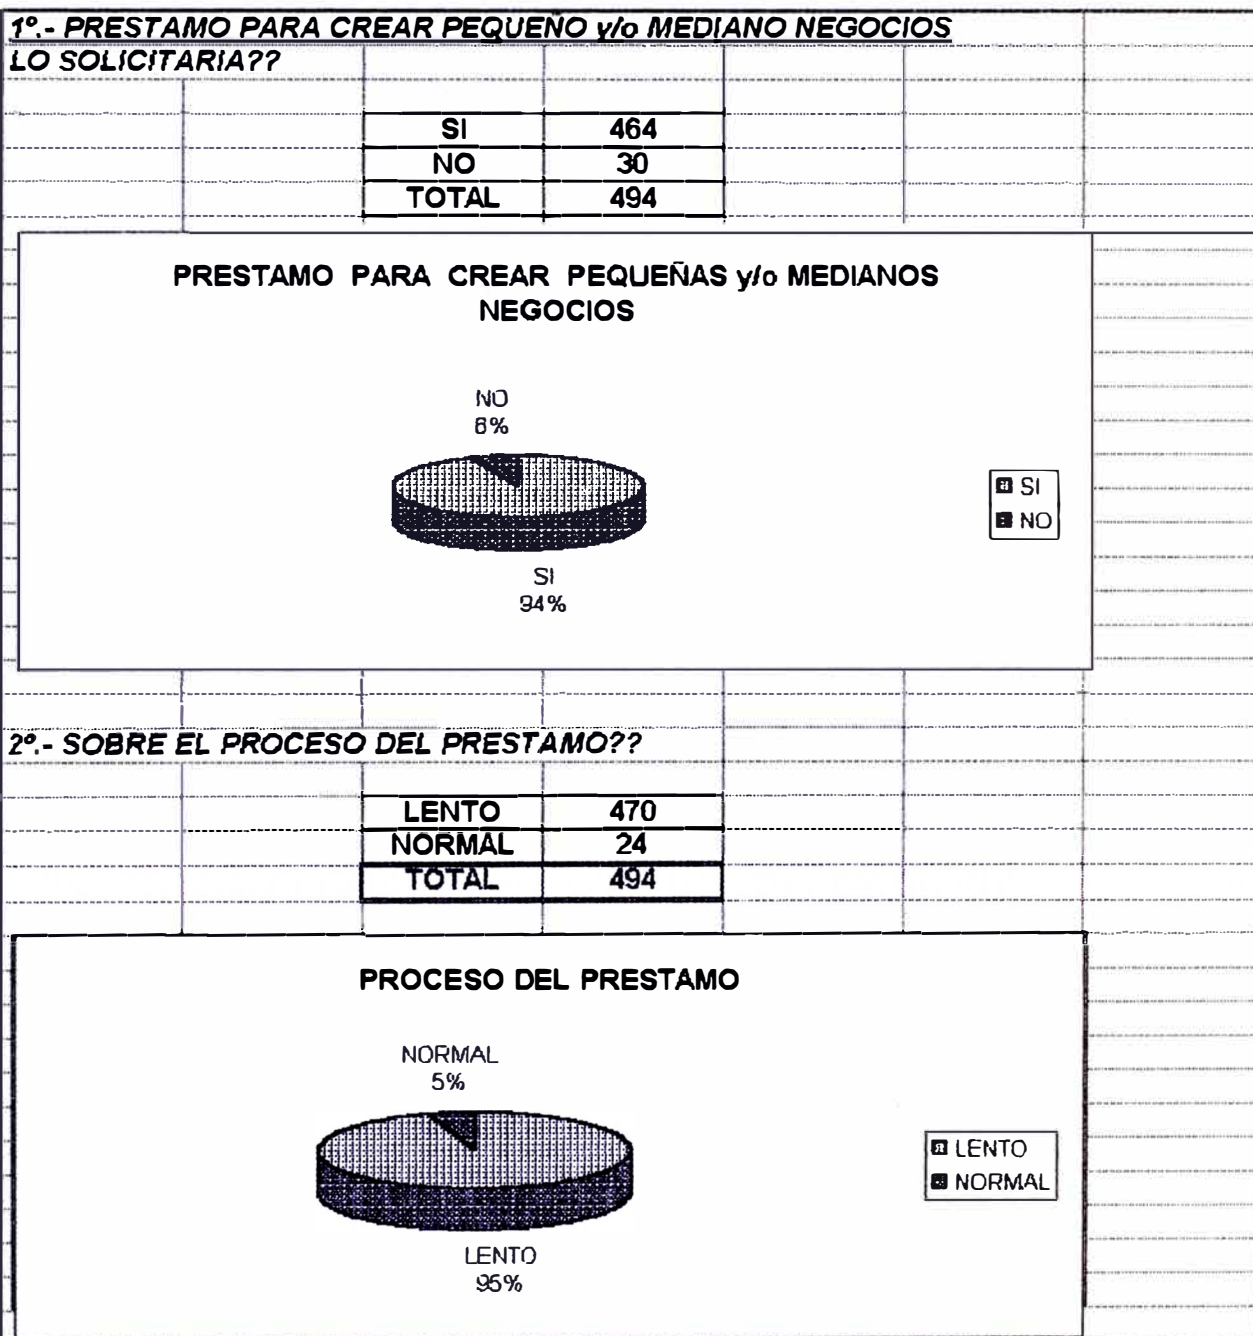 1º.- PRESTAMO PARA CREAR PEQUEÑO y/o MEDIANO NEGOCIOS
LO SOLICITARIA??
SI 464
NO 30
TOTAL 494
PRESTAMO PARA CREAR PEQUEÑAS y/o MEDIANOS
NEGOCIOS
NO
6%
SI
NO
SI
94%
2º.- SOBRE EL PROCESO DEL PRESTAMO??
LENTO 470
NORMAL 24
TOTAL 494
PROCESO DEL PRESTAMO
NORMAL
5%
LENTO
NORMAL
LENTO
95%